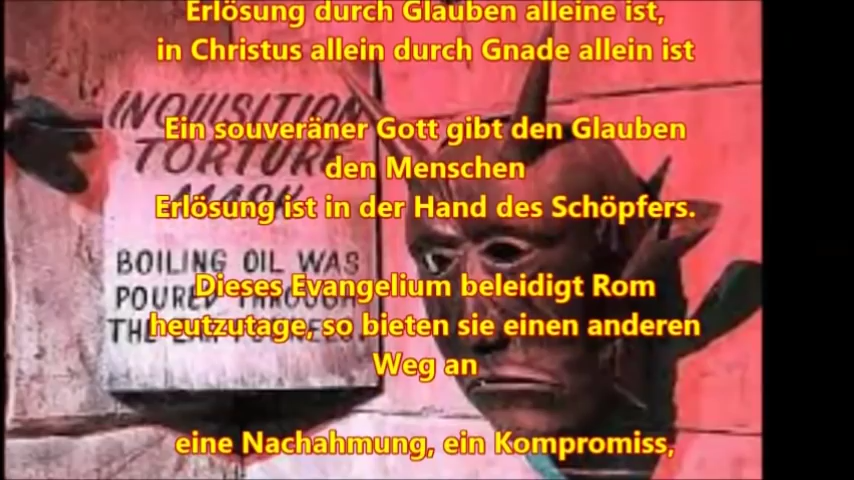 Erlösung durch Glauben alleine ist,
in Christus allein durch Gnade allein ist
INQUISITION
Ein souveräner Gott gibt den Glauben
TORTURE
den Menschen
MASK
Erlösung ist in der Hand des Schöpfers.
BOILING OIL WAS
Dieses Evangelium beleidigt Rom
POURED THROUGH
heutzutage, so bieten sie einen anderen
THE
Weg an
eine Nachahmung, ein Kompromiss,